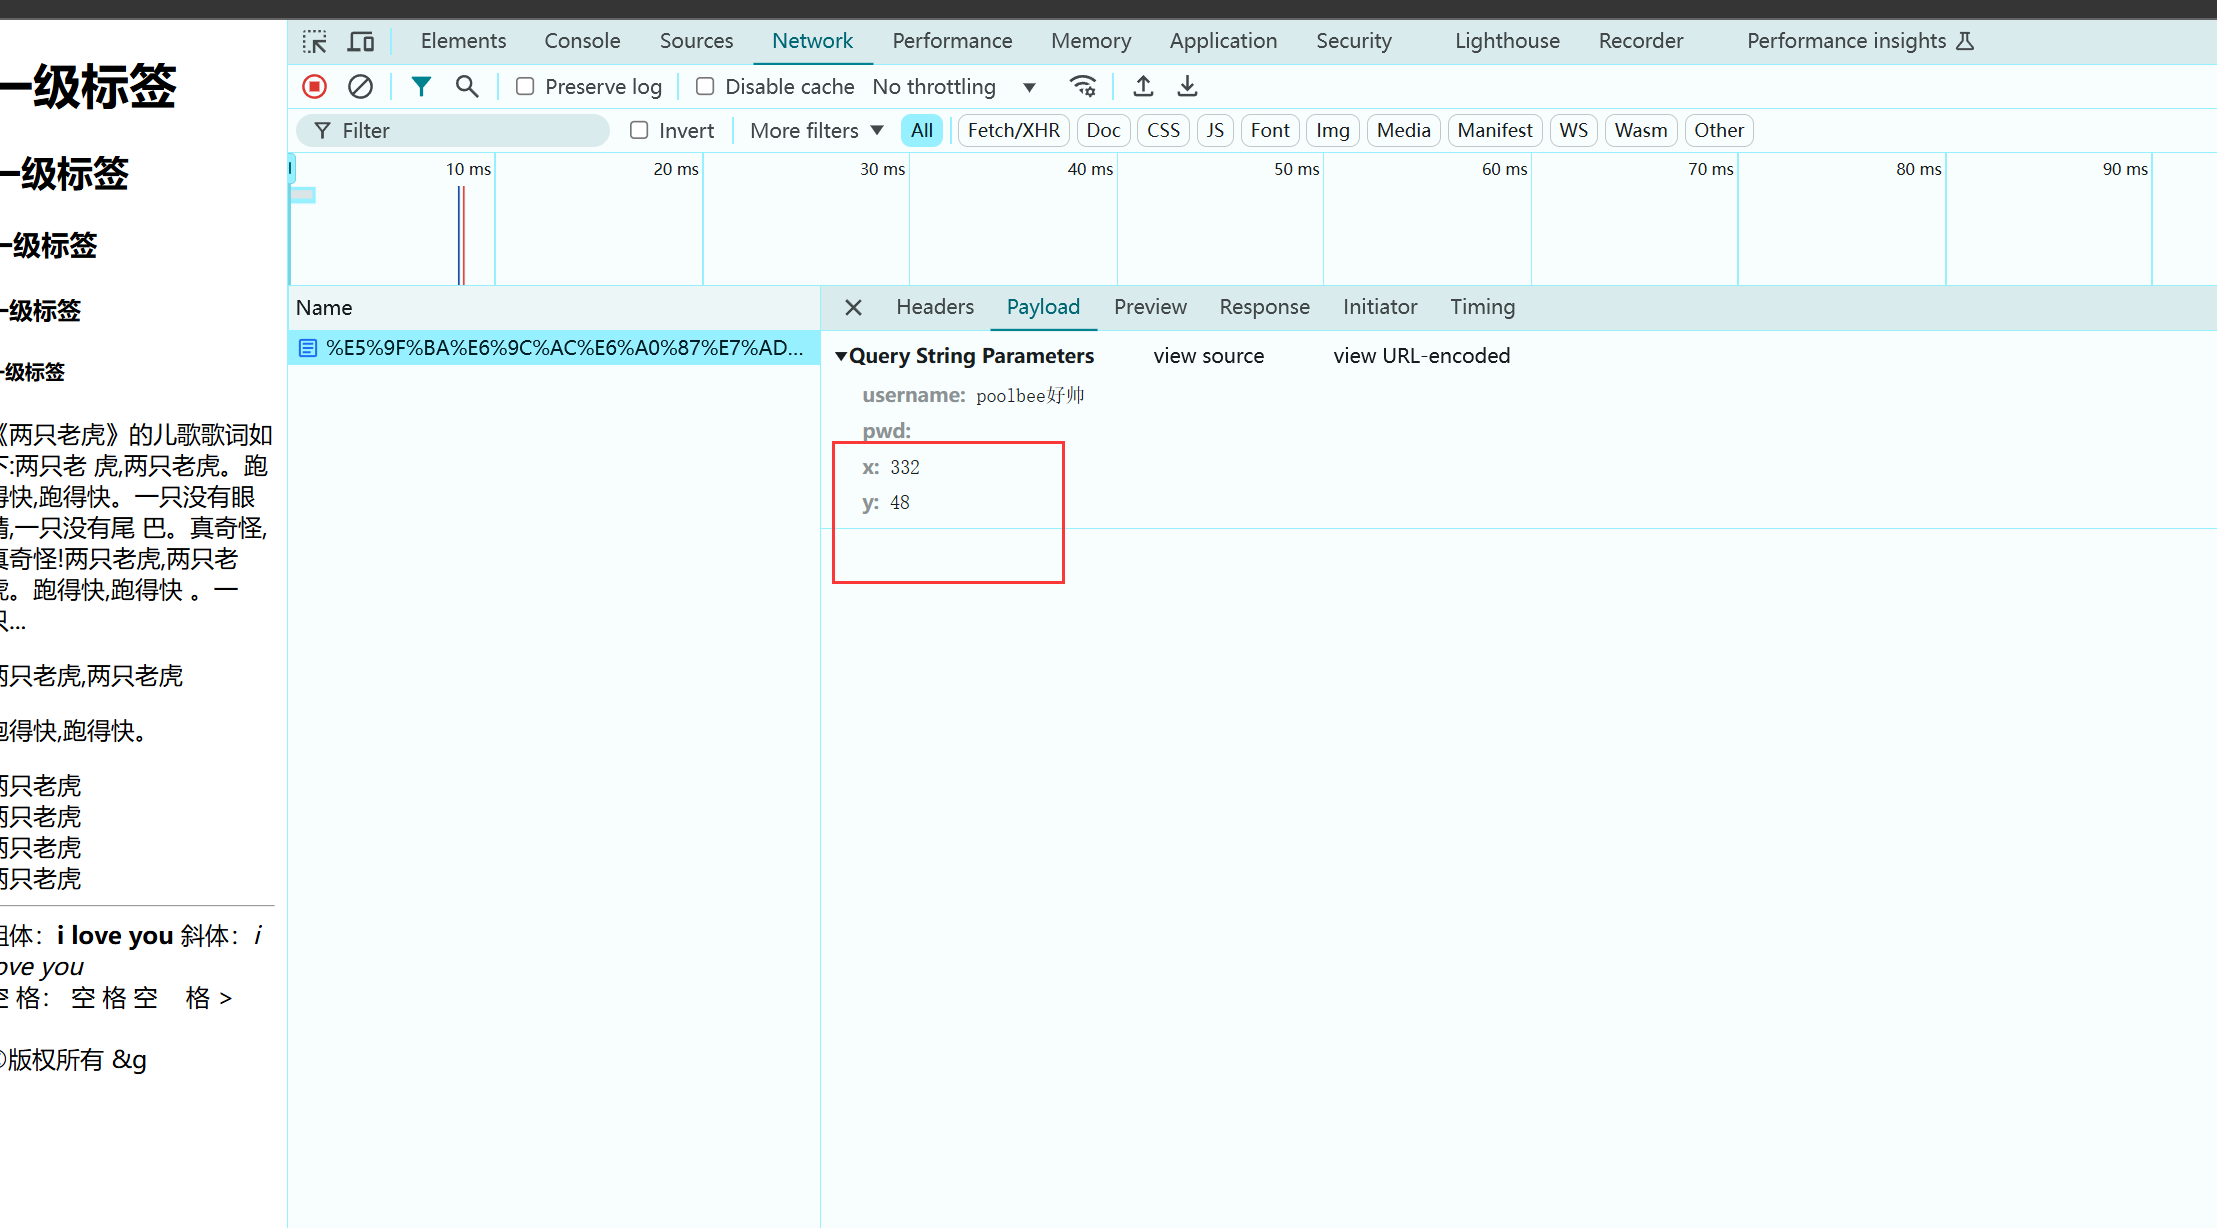 Elements Console Sources Network Performance Memory Application Security Lighthouse Recorder Performance insights
Preserve log Disable cache No throttling
Filter Invert More filters All Fetch/XHR Doc CSS JS Font Img Media Manifest WS Wasm Other
10 ms 20 ms 30 ms 40 ms 50 ms 60 ms 70 ms 80 ms 90 ms
Name
%E5%9F%BA%E6%9C%AC%E6%A0%87%E7%AD...
Headers Payload Preview Response Initiator Timing
Query String Parameters view source view URL-encoded
username: poolbee好帅
pwd:
x: 332
y: 48
一级标签
一级标签
一级标签
一级标签
一级标签
《两只老虎》的儿歌歌词如
下:两只老 虎,两只老虎。跑
得快,跑得快。一只没有眼
睛,一只没有尾 巴。真奇怪,
真奇怪!两只老虎,两只老
虎。跑得快,跑得快 。一
只...
两只老虎,两只老虎
跑得快,跑得快。
两只老虎
两只老虎
两只老虎
两只老虎
粗体：i love you 斜体：i
love you
空 格： 空 格 空 格 >
©版权所有 &g